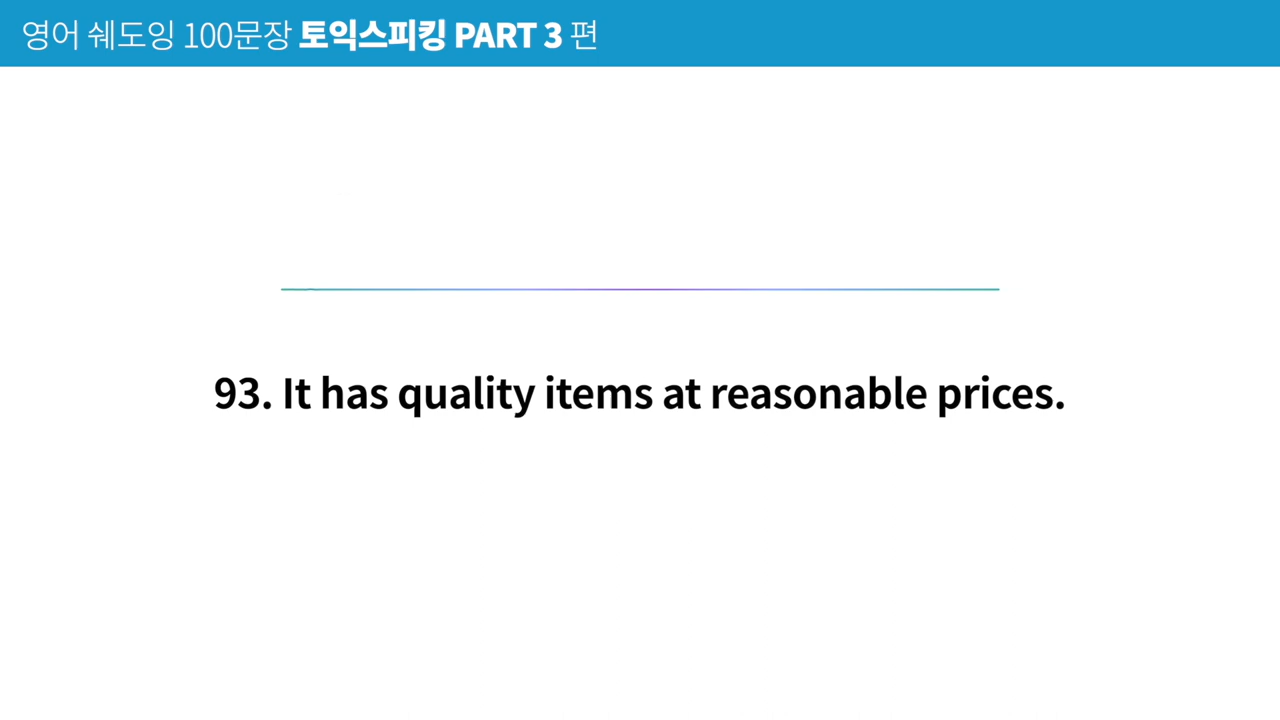 영어 쉐도잉 100문장 토익스피킹 PART 3 편
93. It has quality items at reasonable prices.